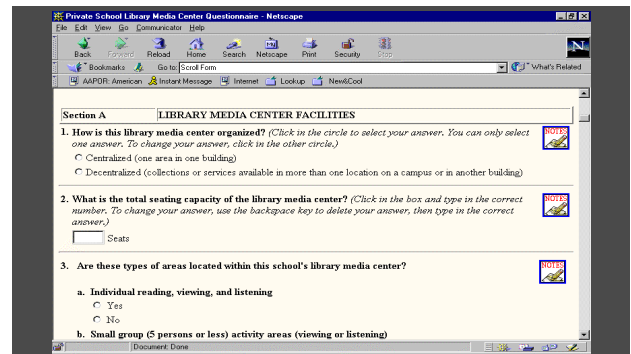 Private School Library Media Center Questionnaire - Netscape
File Edit View Go Communicator Help
Back Forward Reload Home Search Netscape Print Security Stop
Bookmarks Go to: Scroll Form What's Related
AAPOR: American Instant Message Internet Lookup New&Cool
Section A LIBRARY MEDIA CENTER FACILITIES
1. How is this library media center organized? (Click in the circle to select your answer. You can only select NOTES
one answer. To change your answer, click in the other circle.)
Centralized (one area in one building)
Decentralized (collections or services available in more than one location on a campus or in another building)
2. What is the total seating capacity of the library media center? (Click in the box and type in the correct NOTES
number. To change your answer, use the backspace key to delete your answer, then type in the correct
answer.)
Seats
3. Are these types of areas located within this school's library media center? NOTES
a. Individual reading, viewing, and listening
Yes
No
b. Small group (5 persons or less) activity areas (viewing or listening)
Document: Done